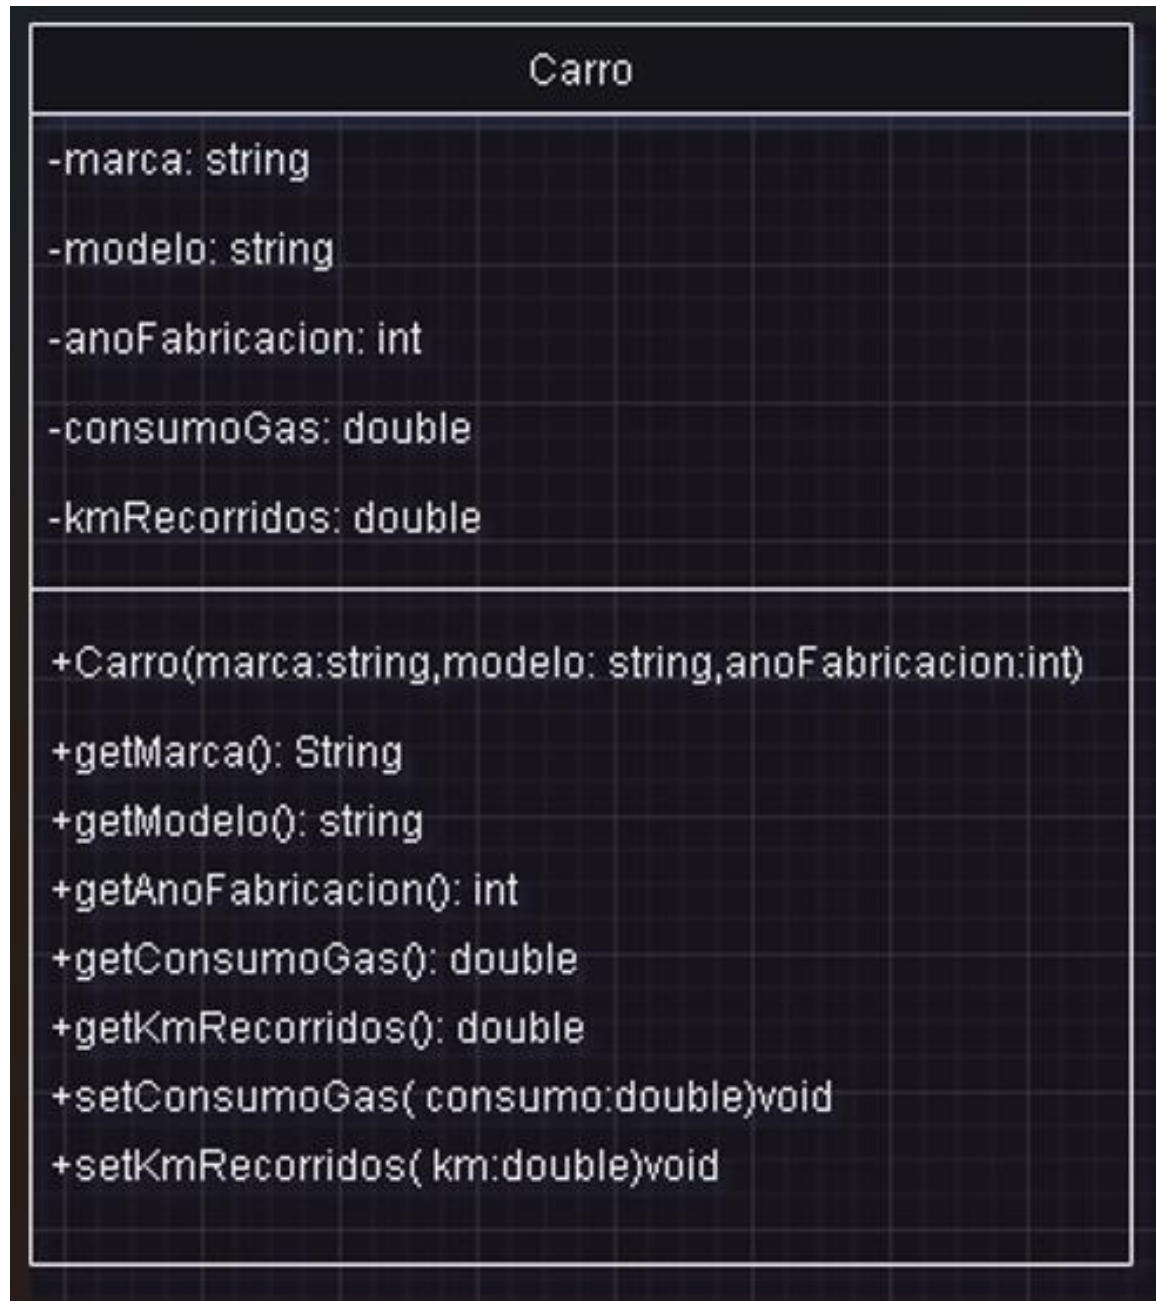 Carro
-marca: string
-modelo: string
-anoFabricacion: int
-consumoGas: double
-kmRecorridos: double
+Carro(marca:string,modelo: string,anoFabricacion:int)
+getMarca(): String
+getModelo(): string
+getAnoFabricacion(): int
+getConsumoGas(): double
+getKmRecorridos(): double
+setConsumoGas( consumo:double)void
+setKmRecorridos( km:double)void